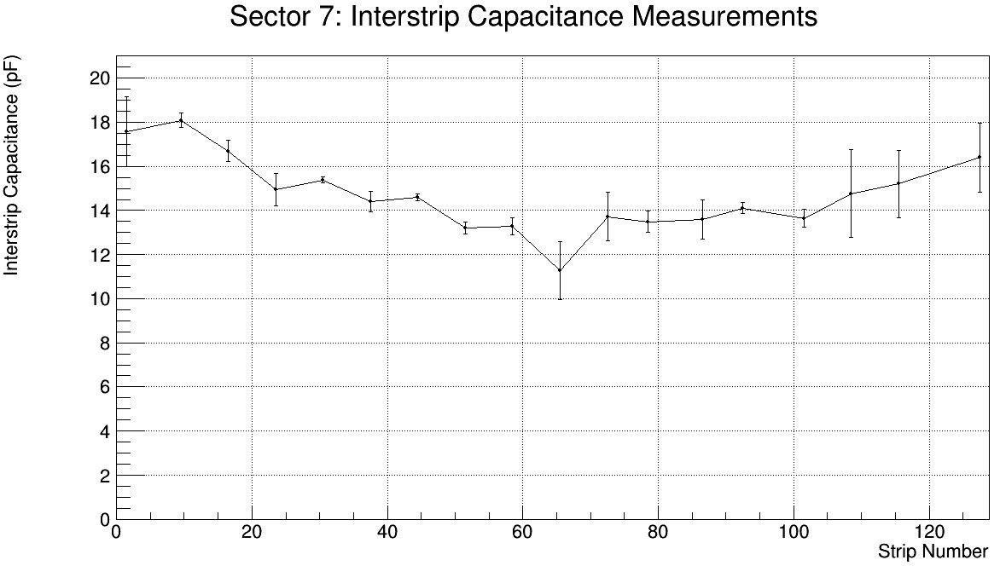 Sector 7: Interstrip Capacitance Measurements
Interstrip Capacitance (pF)
20
18
16
14
12
10
8
6
4
2
0
0 20 40 60 80 100 120
Strip Number